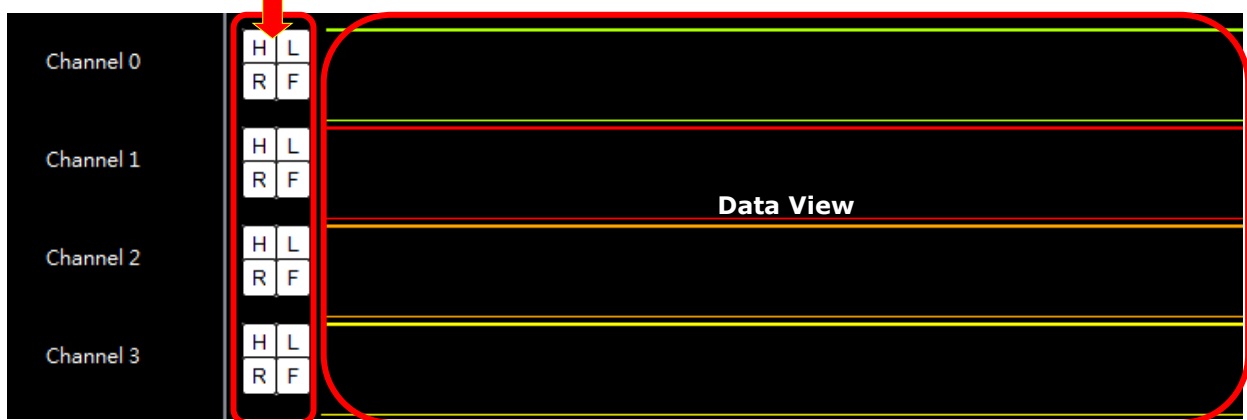 Channel 0
H L
R F
Channel 1
H L
R F
Data View
Channel 2
H L
R F
Channel 3
H L
R F